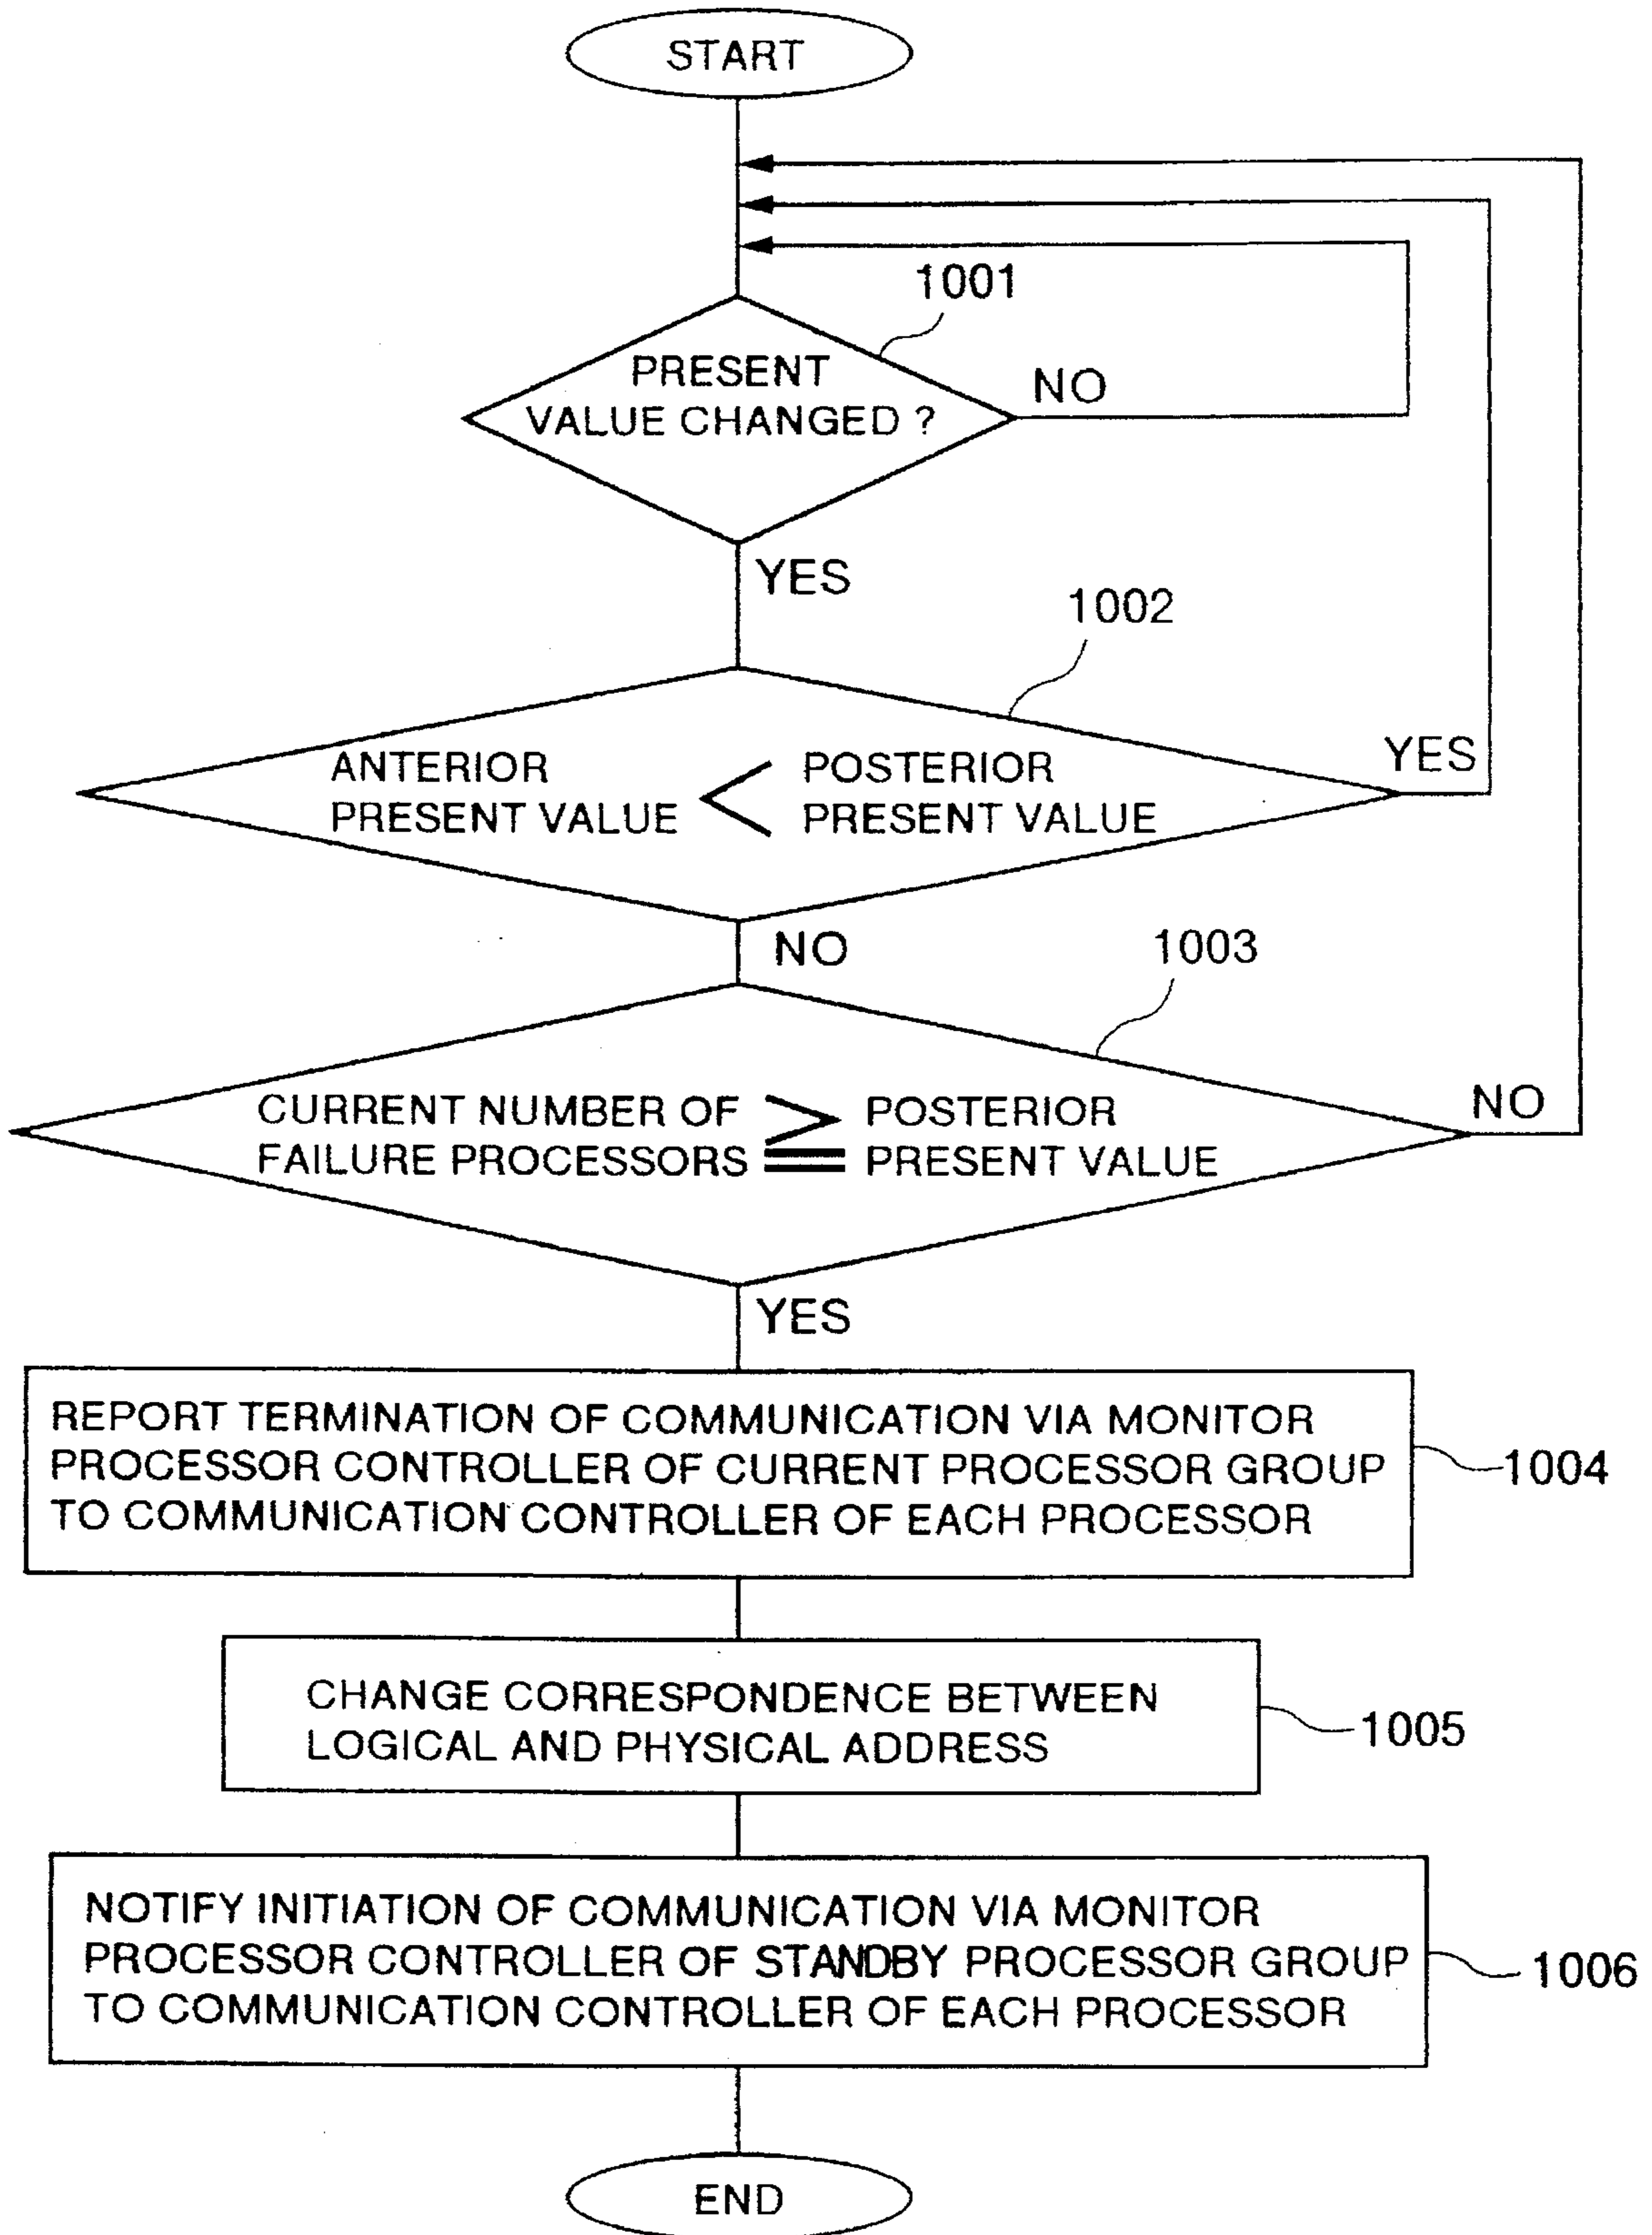 START
1001
PRESENT
VALUE CHANGED ?
NO
YES
1002
ANTERIOR
PRESENT VALUE
<
POSTERIOR
PRESENT VALUE
YES
NO
1003
CURRENT NUMBER OF
FAILURE PROCESSORS
≧
POSTERIOR
PRESENT VALUE
NO
YES
REPORT TERMINATION OF COMMUNICATION VIA MONITOR
PROCESSOR CONTROLLER OF CURRENT PROCESSOR GROUP
TO COMMUNICATION CONTROLLER OF EACH PROCESSOR
1004
CHANGE CORRESPONDENCE BETWEEN
LOGICAL AND PHYSICAL ADDRESS
1005
NOTIFY INITIATION OF COMMUNICATION VIA MONITOR
PROCESSOR CONTROLLER OF STANDBY PROCESSOR GROUP
TO COMMUNICATION CONTROLLER OF EACH PROCESSOR
1006
END